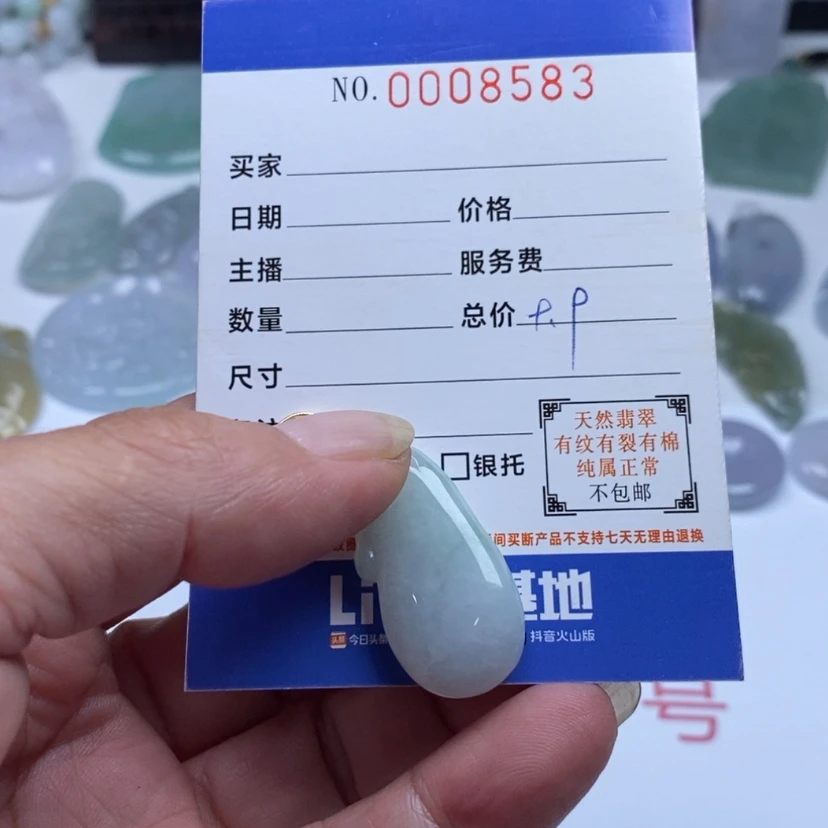 NO. 0008583
买家
日期 价格
主播 服务费
数量 总价
尺寸
银托
天然翡翠
有纹有裂有棉
纯属正常
不包邮
间买断产品不支持七天无理由退换
Li 基地
头条 今日头条 抖音火山版
号